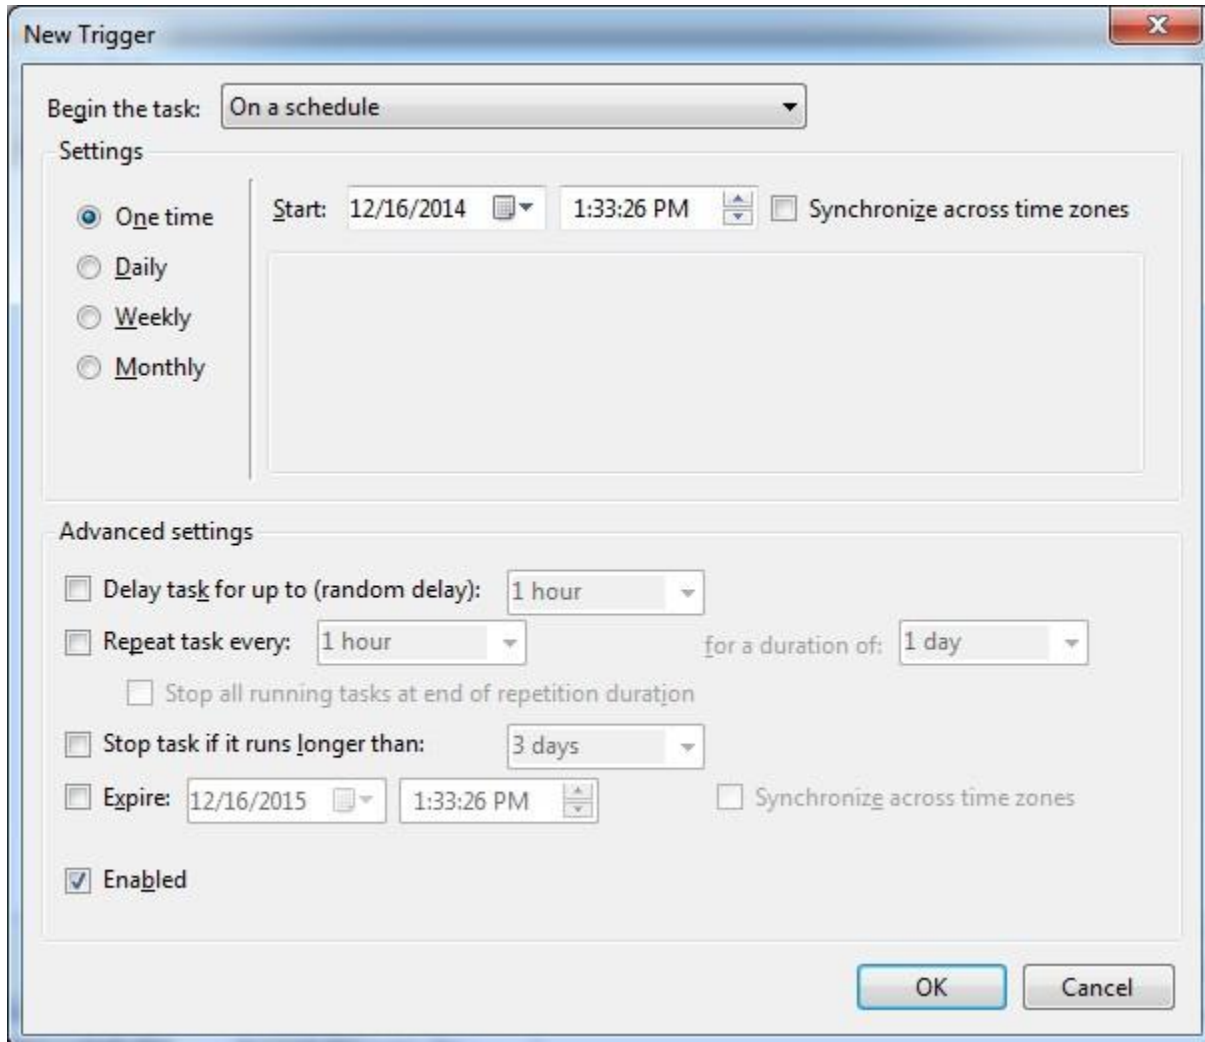 New Trigger
Begin the task: On a schedule
Settings
One time
Start: 12/16/2014 1:33:26 PM Synchronize across time zones
Daily
Weekly
Monthly
Advanced settings
Delay task for up to (random delay): 1 hour
Repeat task every: 1 hour for a duration of: 1 day
Stop all running tasks at end of repetition duration
Stop task if it runs longer than: 3 days
Expire: 12/16/2015 1:33:26 PM Synchronize across time zones
Enabled
OK Cancel